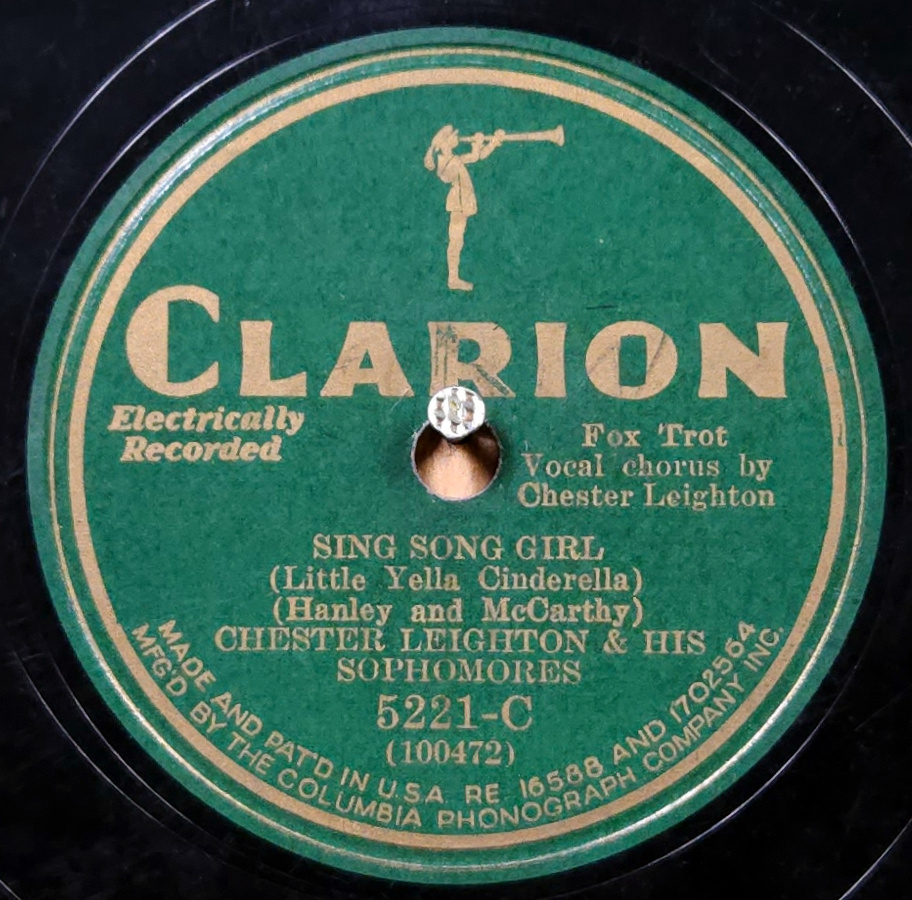 CLARION
Electrically
Recorded
Fox Trot
Vocal chorus by
Chester Leighton
SING SONG GIRL
(Little Yella Cinderella)
(Hanley and McCarthy)
CHESTER LEIGHTON & HIS
SOPHOMORES
5221-C
(100472)
MADE AND PAT'D IN U.S.A. RE 16588 AND 1702564
MFG'D BY THE COLUMBIA PHONOGRAPH COMPANY INC.